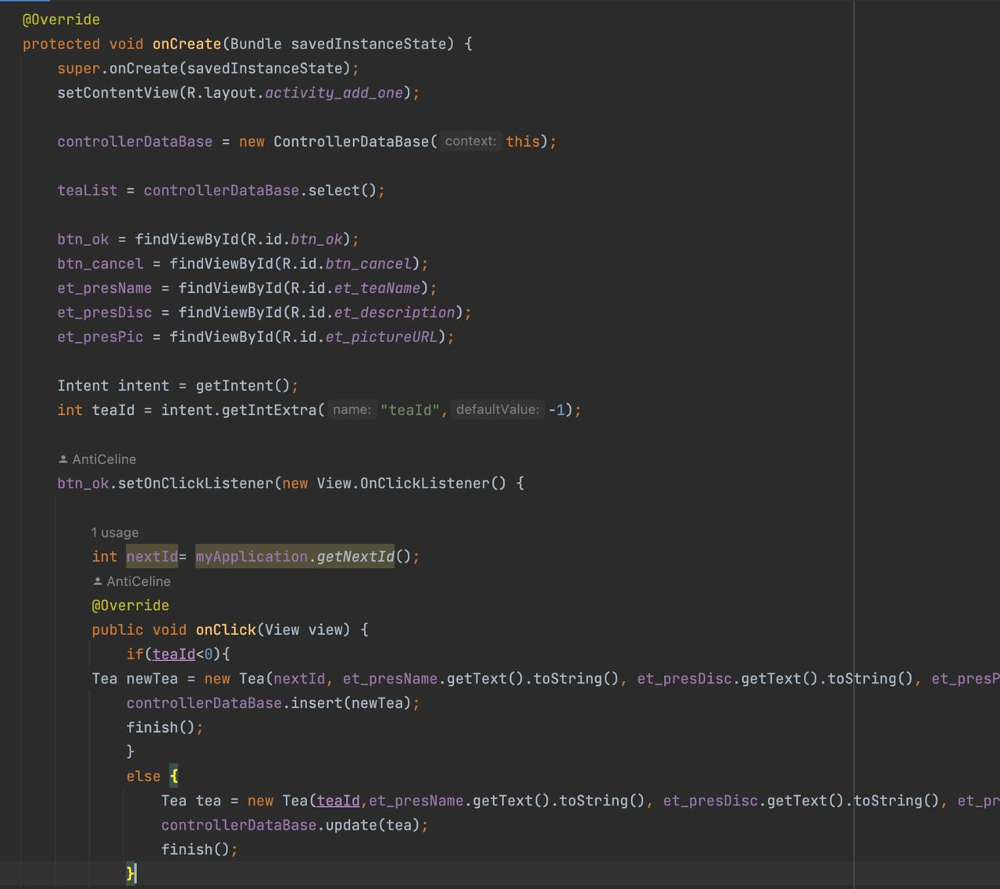 @Override
protected void onCreate(Bundle savedInstanceState) {
super.onCreate(savedInstanceState);
setContentView(R.layout.activity_add_one);
controllerDataBase = new ControllerDataBase( context: this);
teaList = controllerDataBase.select();
btn_ok = findViewById(R.id.btn_ok);
btn_cancel = findViewById(R.id.btn_cancel);
et_presName = findViewById(R.id.et_teaName);
et_presDisc = findViewById(R.id.et_description);
et_presPic = findViewById(R.id.et_pictureURL);
Intent intent = getIntent();
int teaId = intent.getIntExtra( name: "teaId", defaultValue: -1);
AntiCeline
btn_ok.setOnClickListener(new View.OnClickListener() {
1 usage
int nextId= myApplication.getNextId();
AntiCeline
@Override
public void onClick(View view) {
if(teaId<0){
Tea newTea = new Tea(nextId, et_presName.getText().toString(), et_presDisc.getText().toString(), et_presP
controllerDataBase.insert(newTea);
finish();
}
else {
Tea tea = new Tea(teaId,et_presName.getText().toString(), et_presDisc.getText().toString(), et_pr
controllerDataBase.update(tea);
finish();
}